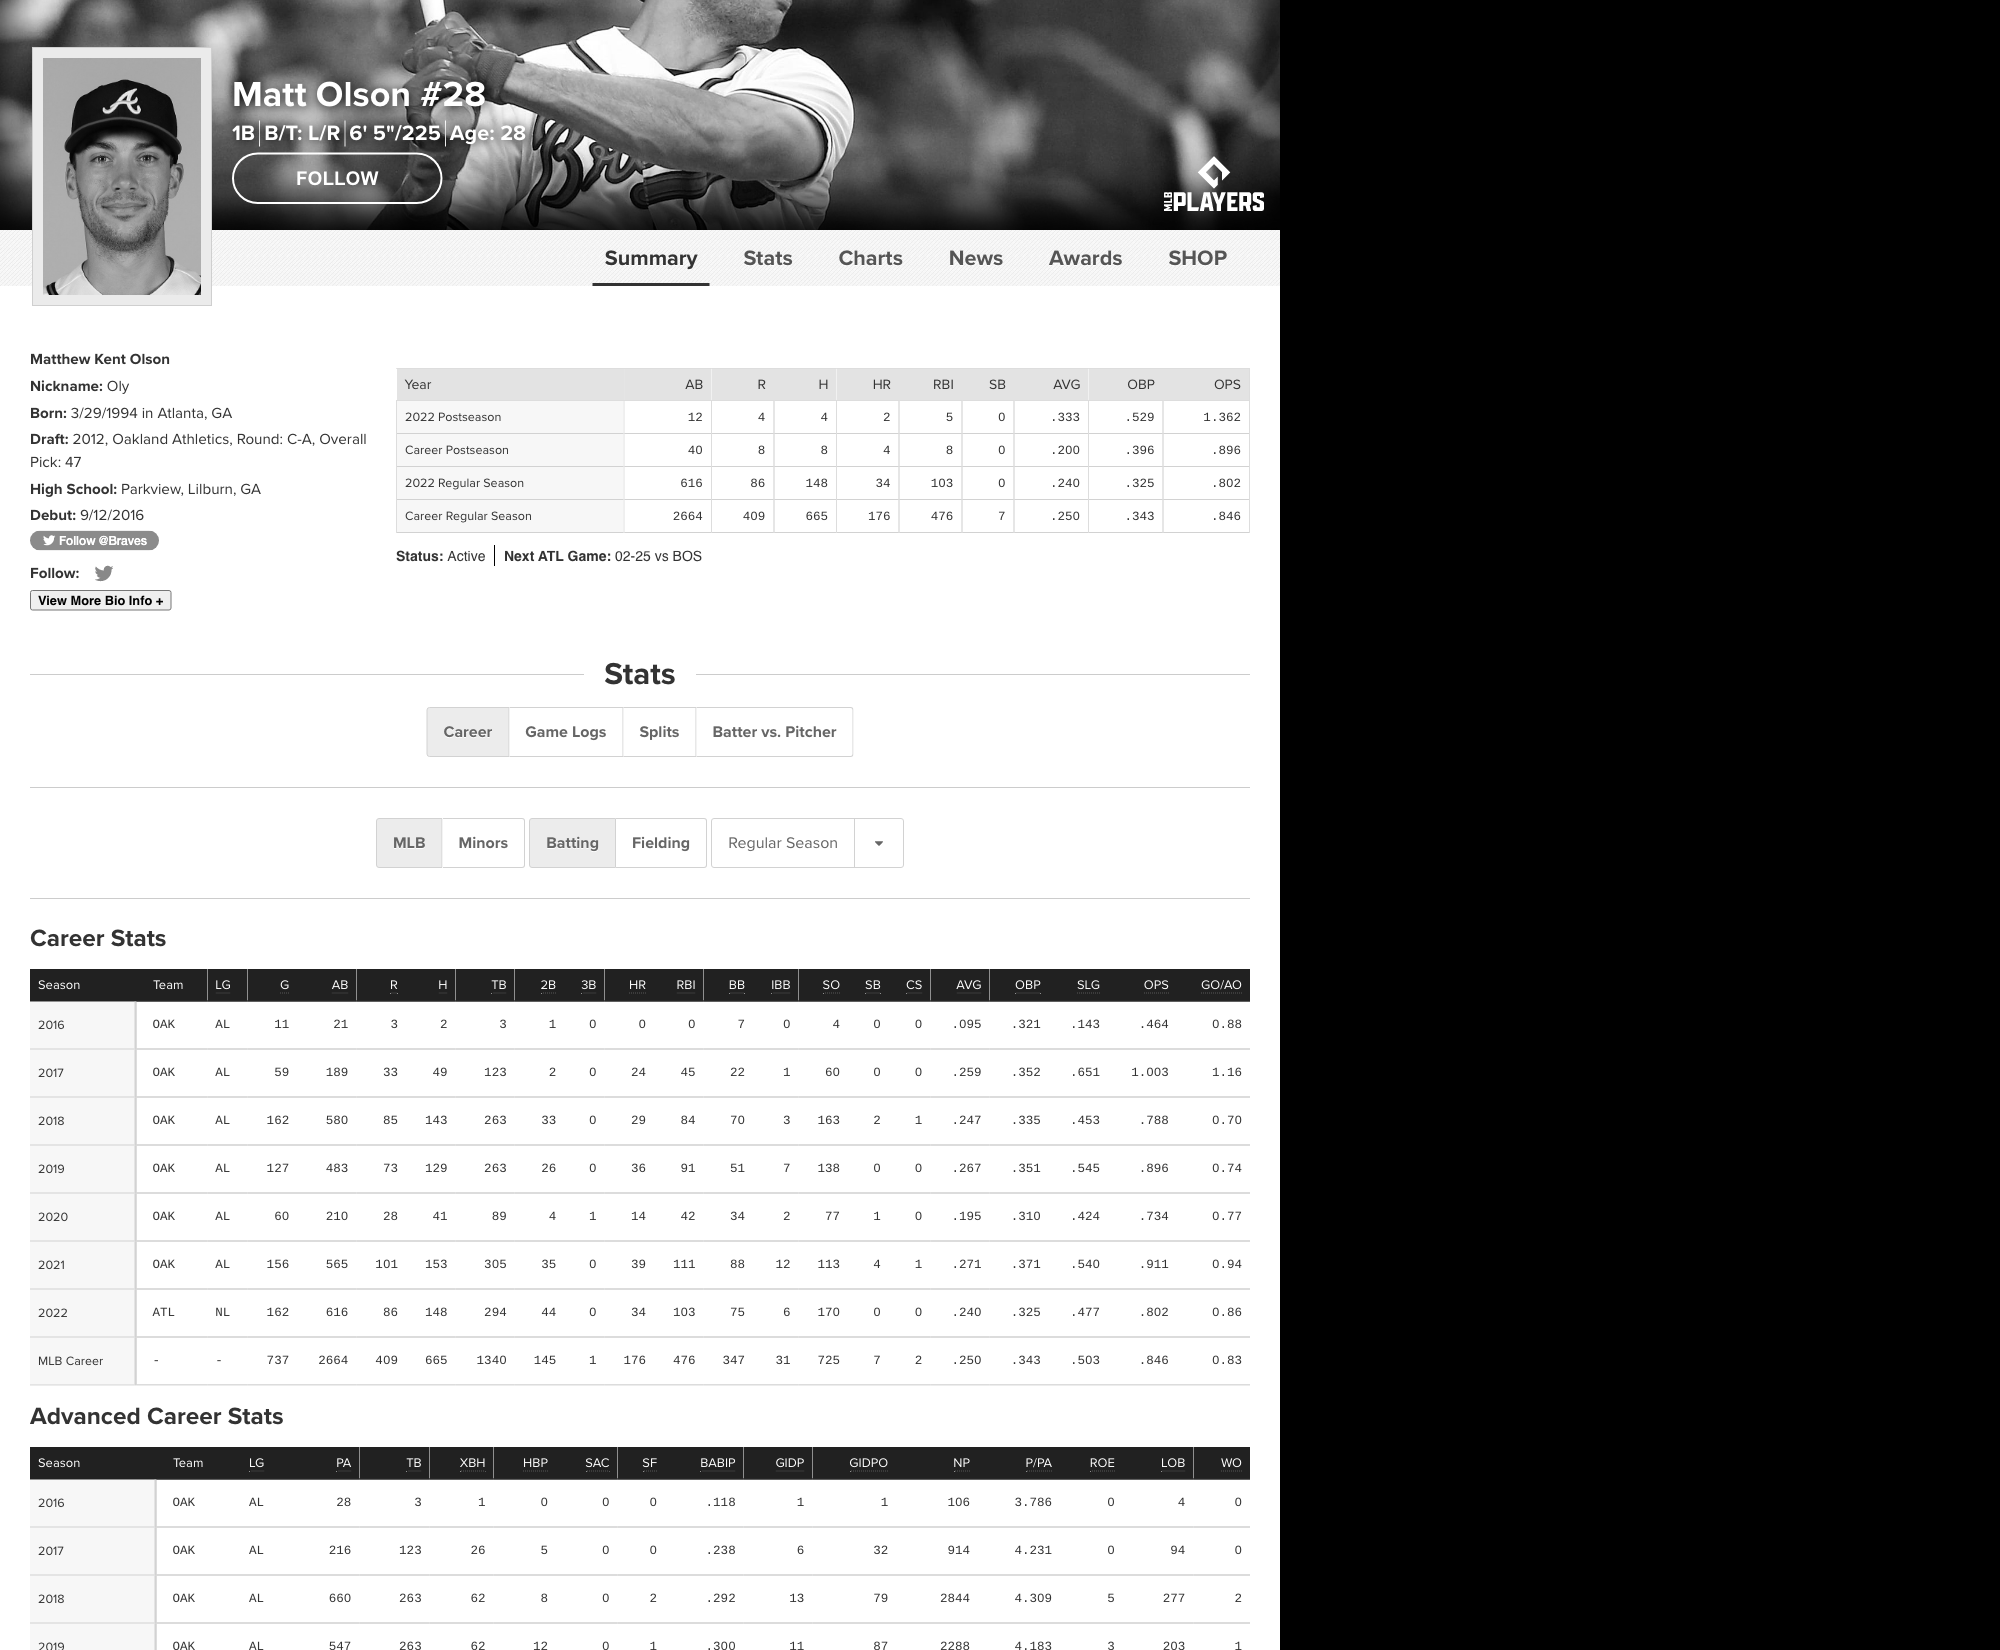 Matt Olson #28
1B B/T: L/R 6' 5"/225 Age: 28
FOLLOW
MLB PLAYERS
Summary Stats Charts News Awards SHOP
Matthew Kent Olson
Nickname: Oly
Born: 3/29/1994 in Atlanta, GA
Draft: 2012, Oakland Athletics, Round: C-A, Overall
Pick: 47
High School: Parkview, Lilburn, GA
Debut: 9/12/2016
Follow @Braves
Follow:
View More Bio Info +
Year AB R H HR RBI SB AVG OBP OPS
2022 Postseason 12 4 4 2 5 0 .333 .529 1.362
Career Postseason 40 8 8 4 8 0 .200 .396 .896
2022 Regular Season 616 86 148 34 103 0 .240 .325 .802
Career Regular Season 2664 409 665 176 476 7 .250 .343 .846
Status: Active Next ATL Game: 02-25 vs BOS
Stats
Career Game Logs Splits Batter vs. Pitcher
MLB Minors Batting Fielding Regular Season
Career Stats
Season Team LG G AB R H TB 2B 3B HR RBI BB IBB SO SB CS AVG OBP SLG OPS GO/AO
2016 OAK AL 11 21 3 2 3 1 0 0 0 7 0 4 0 0 .095 .321 .143 .464 0.88
2017 OAK AL 59 189 33 49 123 2 0 24 45 22 1 60 0 0 .259 .352 .651 1.003 1.16
2018 OAK AL 162 580 85 143 263 33 0 29 84 70 3 163 2 1 .247 .335 .453 .788 0.70
2019 OAK AL 127 483 73 129 263 26 0 36 91 51 7 138 0 0 .267 .351 .545 .896 0.74
2020 OAK AL 60 210 28 41 89 4 1 14 42 34 2 77 1 0 .195 .310 .424 .734 0.77
2021 OAK AL 156 565 101 153 305 35 0 39 111 88 12 113 4 1 .271 .371 .540 .911 0.94
2022 ATL NL 162 616 86 148 294 44 0 34 103 75 6 170 0 0 .240 .325 .477 .802 0.86
MLB Career - - 737 2664 409 665 1340 145 1 176 476 347 31 725 7 2 .250 .343 .503 .846 0.83
Advanced Career Stats
Season Team LG PA TB XBH HBP SAC SF BABIP GIDP GIDPO NP P/PA ROE LOB WO
2016 OAK AL 28 3 1 0 0 0 .118 1 1 106 3.786 0 4 0
2017 OAK AL 216 123 26 5 0 0 .238 6 32 914 4.231 0 94 0
2018 OAK AL 660 263 62 8 0 2 .292 13 79 2844 4.309 5 277 2
2019 OAK AL 547 263 62 12 0 1 .300 11 87 2288 4.183 3 203 1